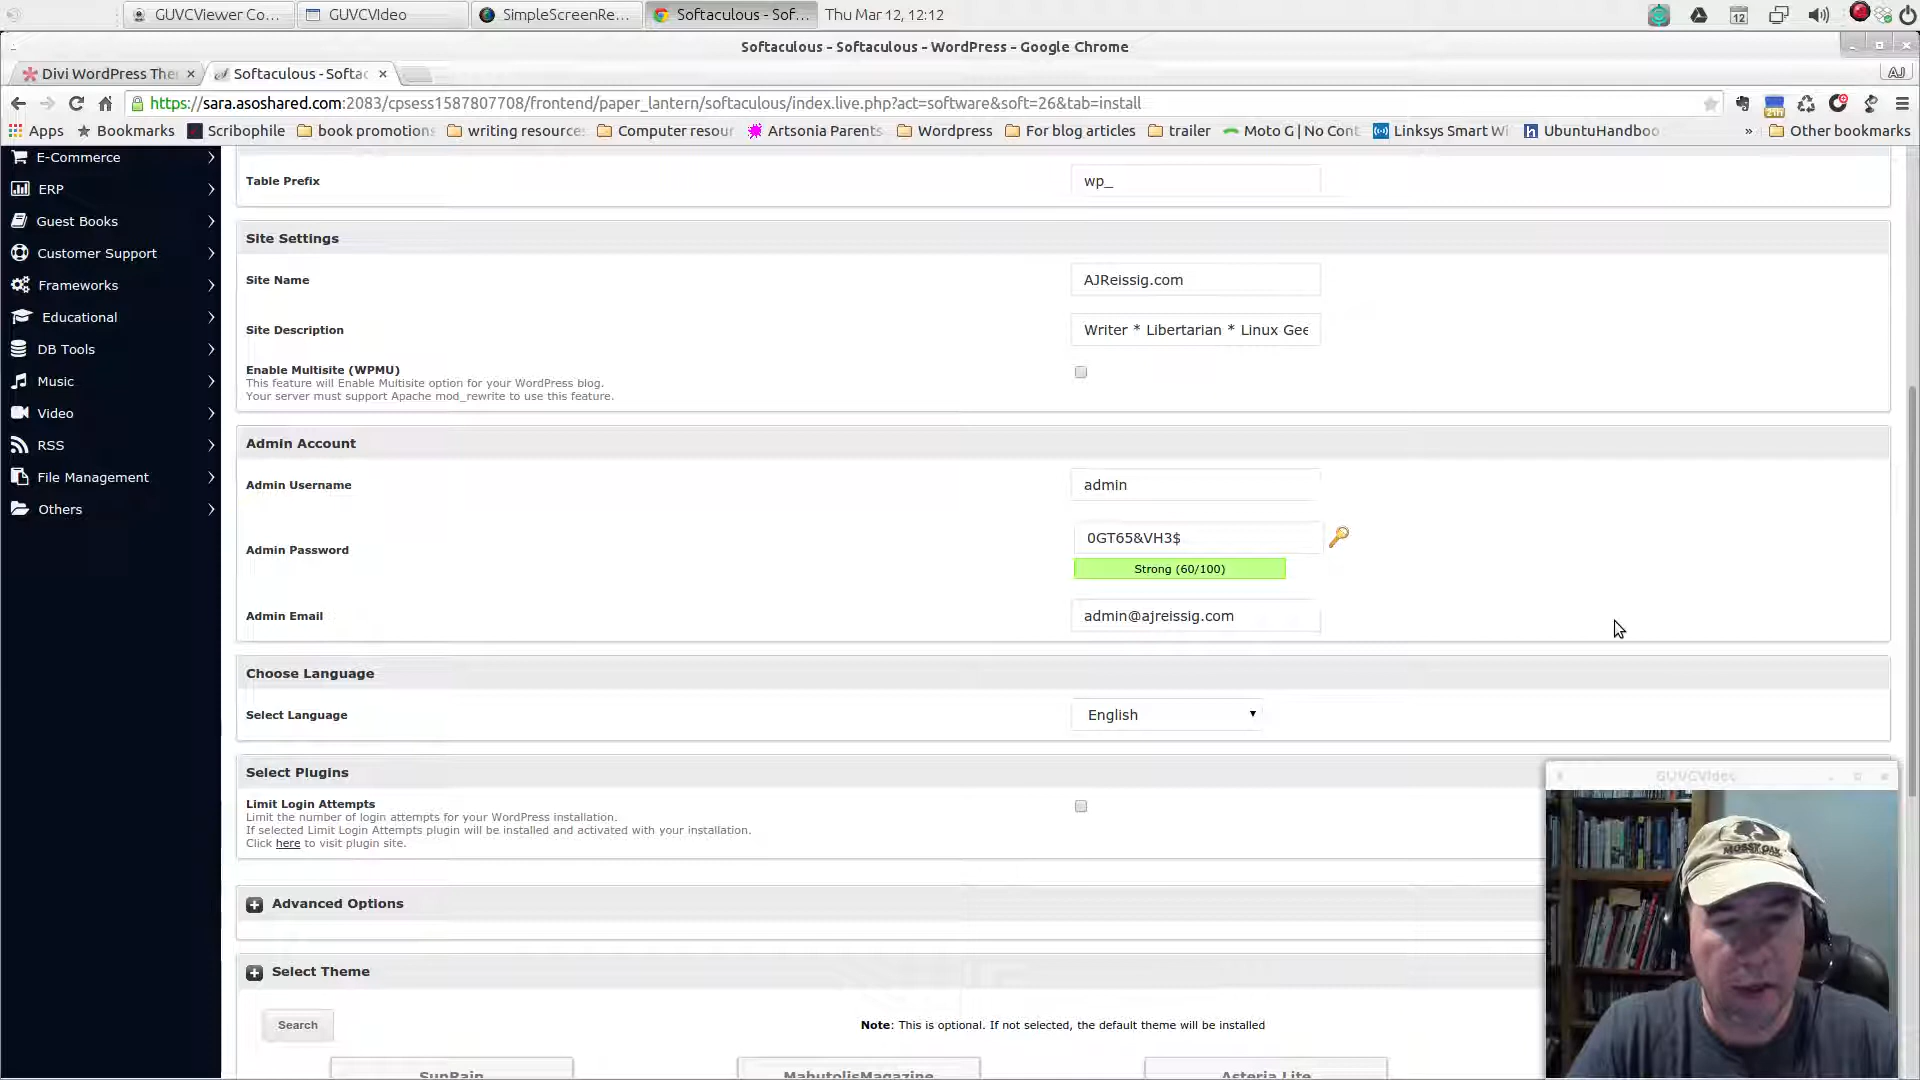 GUVCViewer Co...
GUVCVIdeo
SimpleScreenRe...
Softaculous - Sof...
Thu Mar 12, 12:12
12
Softaculous - Softaculous - WordPress - Google Chrome
Divi WordPress The
Softaculous - Softac
AJ
https://sara.asoshared.com:2083/cpsess1587807708/frontend/paper_lantern/softaculous/index.live.php?act=software&soft=26&tab=install
Apps
Bookmarks
Scribophile
book promotions
writing resource
Computer resou
Artsonia Parents
Wordpress
For blog articles
trailer
Moto G | No Cont
Linksys Smart Wi
UbuntuHandboo
»
Other bookmarks
E-Commerce
ERP
Guest Books
Customer Support
Frameworks
Educational
DB Tools
Music
Video
RSS
File Management
Others
Table Prefix
wp_
Site Settings
Site Name
AJReissig.com
Site Description
Writer * Libertarian * Linux Gee
Enable Multisite (WPMU)
This feature will Enable Multisite option for your WordPress blog.
Your server must support Apache mod_rewrite to use this feature.
Admin Account
Admin Username
admin
Admin Password
0GT65&VH3$
Strong (60/100)
Admin Email
admin@ajreissig.com
Choose Language
Select Language
English
Select Plugins
Limit Login Attempts
Limit the number of login attempts for your WordPress installation.
If selected Limit Login Attempts plugin will be installed and activated with your installation.
Click here to visit plugin site.
Advanced Options
Select Theme
Search
Note: This is optional. If not selected, the default theme will be installed
SunRain
MabutolisMagazine
Asteria Lite
GUVCVideo
MOSSY OAK